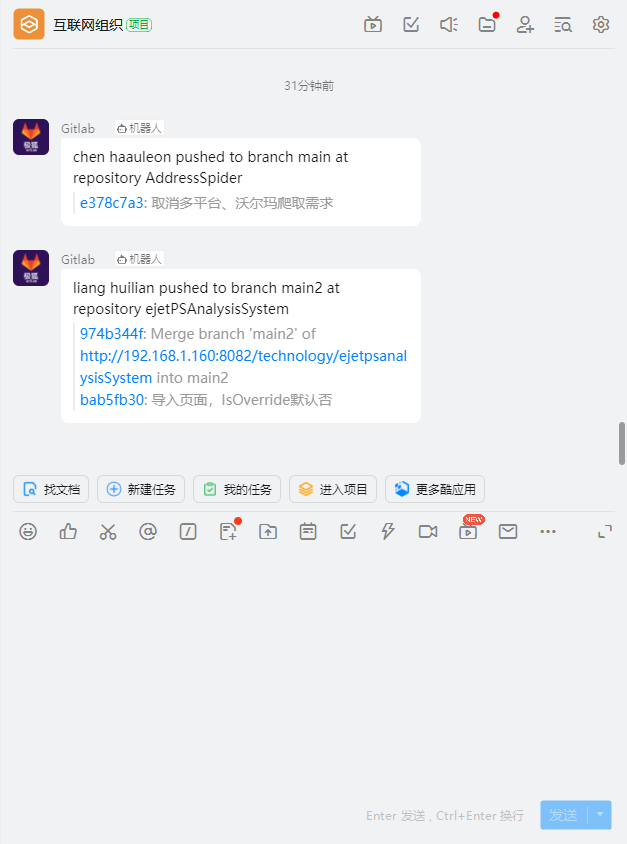 互联网组织 项目
31分钟前
Gitlab 机器人
极狐
chen haauleon pushed to branch main at
repository AddressSpider
e378c7a3: 取消多平台、沃尔玛爬取需求
Gitlab 机器人
极狐
liang huilian pushed to branch main2 at
repository ejetPSAnalysisSystem
974b344f: Merge branch 'main2' of
http://192.168.1.160:8082/technology/ejetpsanal
ysisSystem into main2
bab5fb30: 导入页面，IsOverride默认否
找文档 新建任务 我的任务 进入项目 更多酷应用
NEW
Enter 发送 , Ctrl+Enter 换行 发送